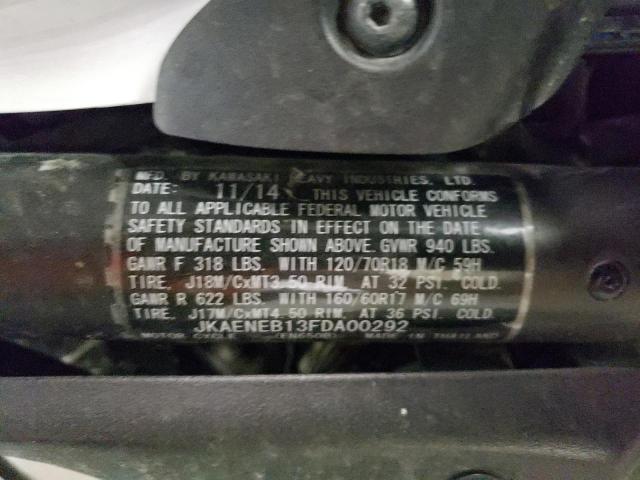 MFD. BY KAWASAKI HEAVY INDUSTRIES, LTD.
DATE: 11/14 THIS VEHICLE CONFORMS
TO ALL APPLICABLE FEDERAL MOTOR VEHICLE
SAFETY STANDARDS IN EFFECT ON THE DATE
OF MANUFACTURE SHOWN ABOVE. GVWR 940 LBS.
GAWR F 318 LBS. WITH 120/70R18 M/C 59H
TIRE, J18M/CxMT3.50 RIM, AT 32 PSI. COLD.
GAWR R 622 LBS. WITH 160/60R17 M/C 69H
TIRE, J17M/CxMT4.50 RIM, AT 36 PSI. COLD.
JKAENEB13FDA00292
MOTOR CYCLE (EN650B) MADE IN THAILAND